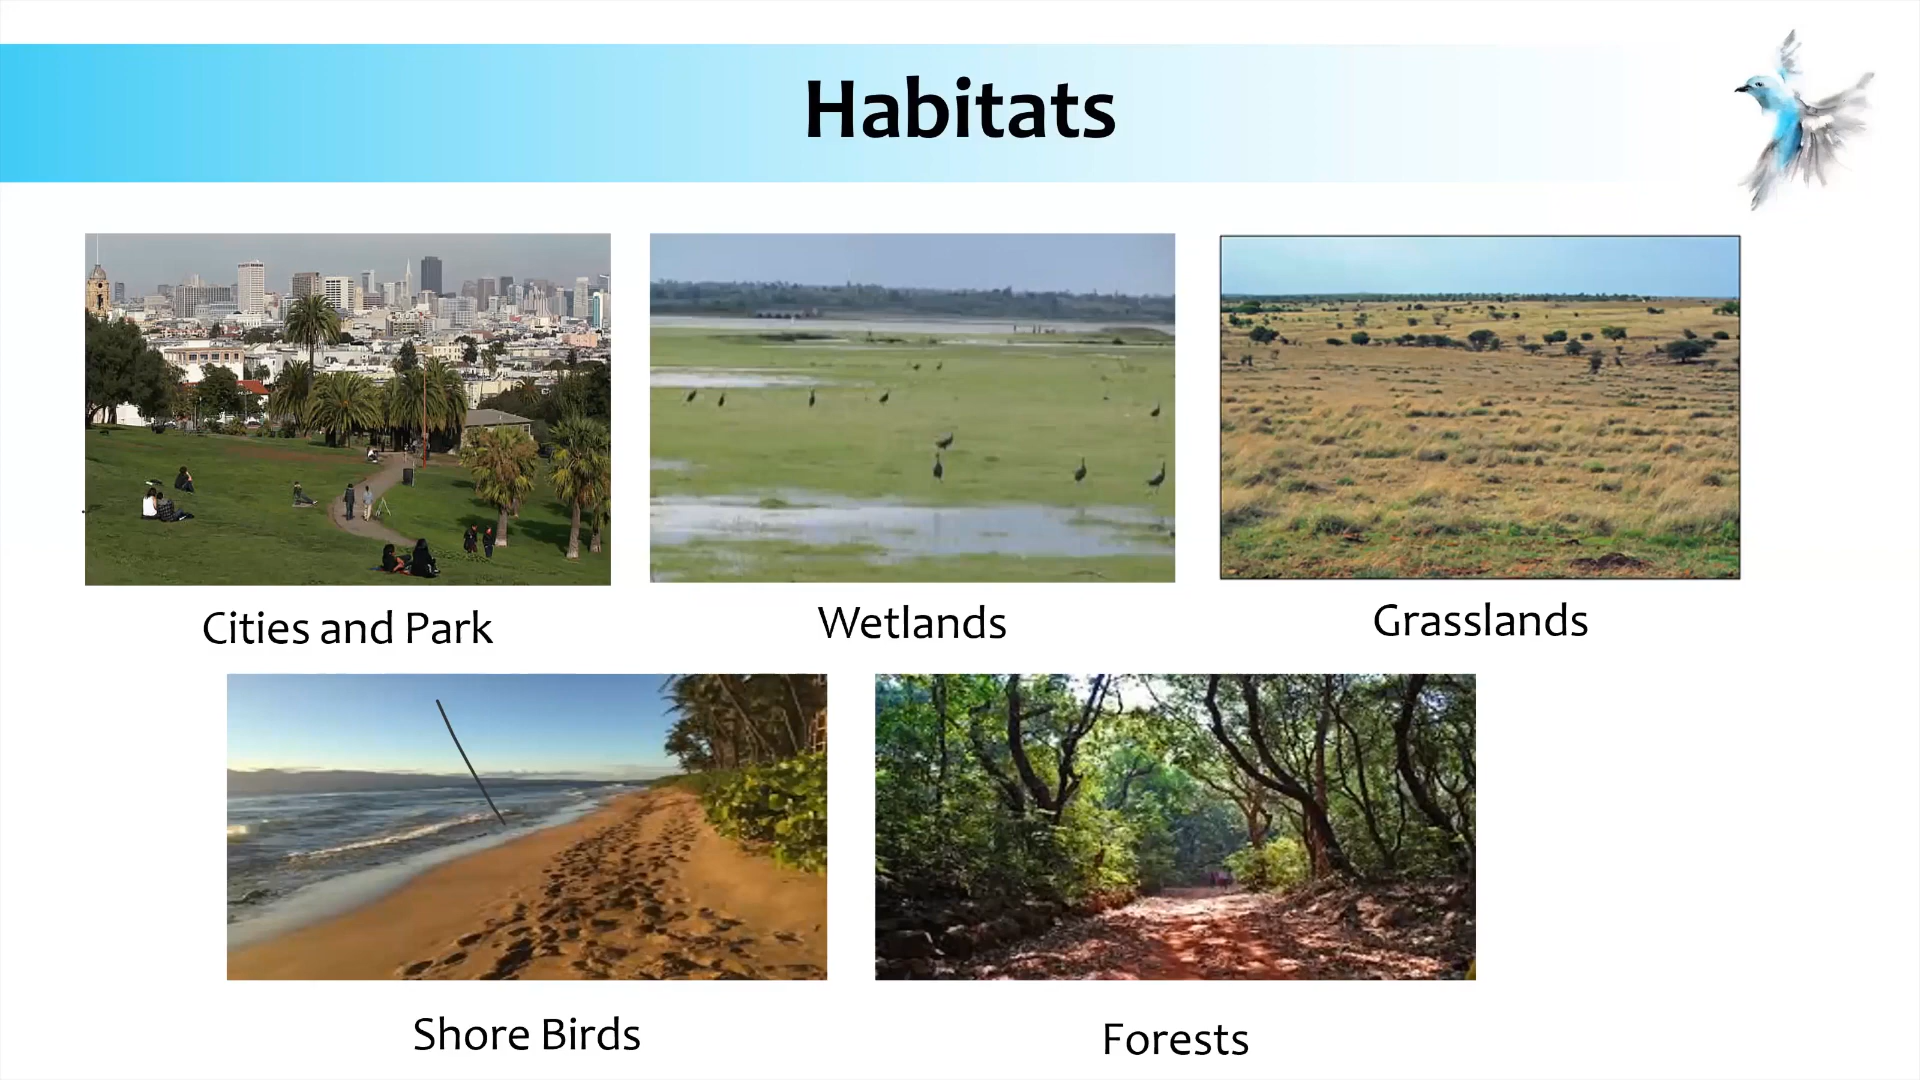 Habitats
Cities and Park
Wetlands
Grasslands
Shore Birds
Forests